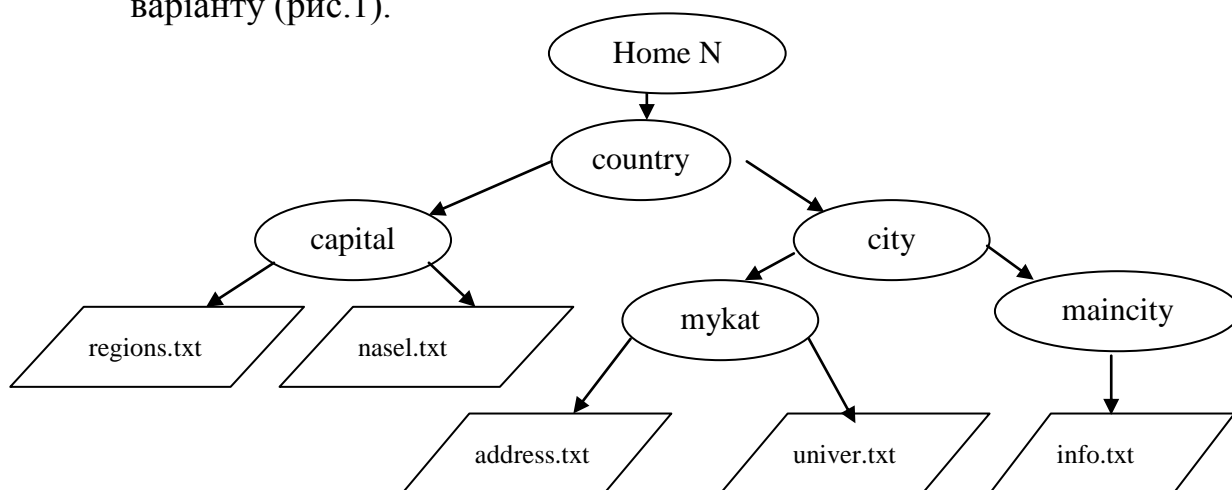 варіанту (рис.1).
Home N
country
capital
city
mykat
maincity
regions.txt
nasel.txt
address.txt
univer.txt
info.txt